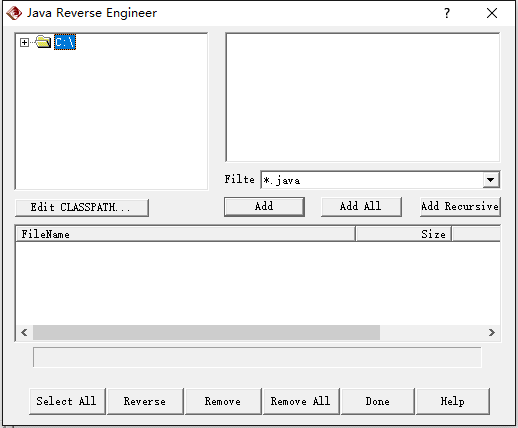 Java Reverse Engineer
?
C:\
Filte *.java
Edit CLASSPATH...
Add
Add All
Add Recursive
FileName
Size
Select All
Reverse
Remove
Remove All
Done
Help